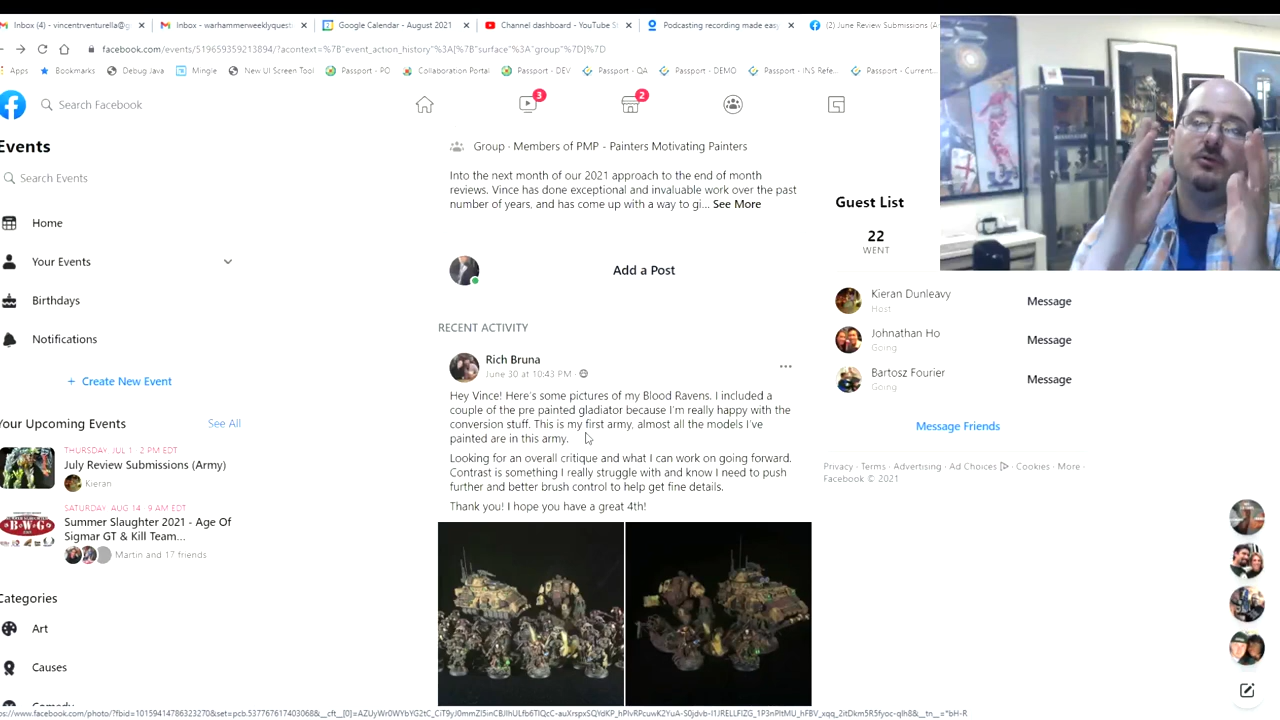 Inbox (4) - vincentrventurella@g
Inbox - warhammerweeklyquest
Google Calendar - August 2021
Channel dashboard - YouTube S
Podcasting recording made easy
(2) June Review Submissions (A
facebook.com/events/519659359213894/?acontext=%7B"event_action_history"%3A[%7B"surface"%3A"group"%7D]%7D
Apps
Bookmarks
Debug Java
Mingle
New UI Screen Tool
Passport - PO
Collaboration Portal
Passport - DEV
Passport - QA
Passport - DEMO
Passport - INS Refe...
Passport - Current...
Search Facebook
3
2
Events
Search Events
Home
Your Events
Birthdays
Notifications
+ Create New Event
Your Upcoming Events
See All
THURSDAY, JUL 1 · 2 PM EDT
July Review Submissions (Army)
Kieran
SATURDAY, AUG 14 · 9 AM EDT
Summer Slaughter 2021 - Age Of
Sigmar GT & Kill Team...
Martin and 17 friends
Categories
Art
Causes
Comedy
Group · Members of PMP - Painters Motivating Painters
Into the next month of our 2021 approach to the end of month
reviews. Vince has done exceptional and invaluable work over the past
number of years, and has come up with a way to gi... See More
Add a Post
RECENT ACTIVITY
Rich Bruna
June 30 at 10:43 PM ·
Hey Vince! Here's some pictures of my Blood Ravens. I included a
couple of the pre painted gladiator because I'm really happy with the
conversion stuff. This is my first army, almost all the models I've
painted are in this army.
Looking for an overall critique and what I can work on going forward.
Contrast is something I really struggle with and know I need to push
further and better brush control to help get fine details.
Thank you! I hope you have a great 4th!
Guest List
22
WENT
Kieran Dunleavy
Host
Message
Johnathan Ho
Going
Message
Bartosz Fourier
Going
Message
Message Friends
Privacy · Terms · Advertising · Ad Choices · Cookies · More ·
Facebook © 2021